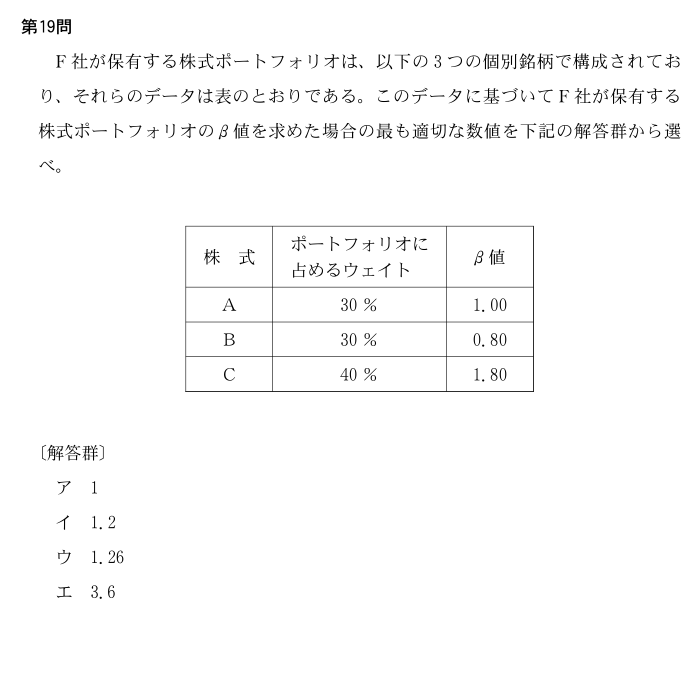 第19問
F社が保有する株式ポートフォリオは、以下の3つの個別銘柄で構成されてお
り、それらのデータは表のとおりである。このデータに基づいてF社が保有する
株式ポートフォリオのβ値を求めた場合の最も適切な数値を下記の解答群から選
べ。
株　式　ポートフォリオに
占めるウェイト　β値
A　30 %　1.00
B　30 %　0.80
C　40 %　1.80
〔解答群〕
ア　1
イ　1.2
ウ　1.26
エ　3.6